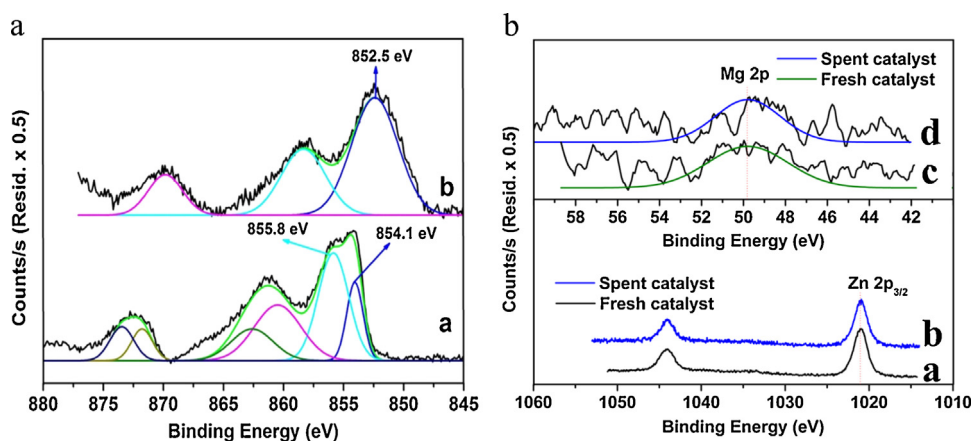 a
852.5 eV
b
855.8 eV
854.1 eV
a
Counts/s (Resid. x 0.5)
880 875 870 865 860 855 850 845
Binding Energy (eV)
b
Spent catalyst
Fresh catalyst
Mg 2p
d
c
58 56 54 52 50 48 46 44 42
Binding Energy (eV)
Spent catalyst
Fresh catalyst
Zn 2p3/2
b
a
Counts/s (Resid. x 0.5)
1060 1050 1040 1030 1020 1010
Binding Energy (eV)